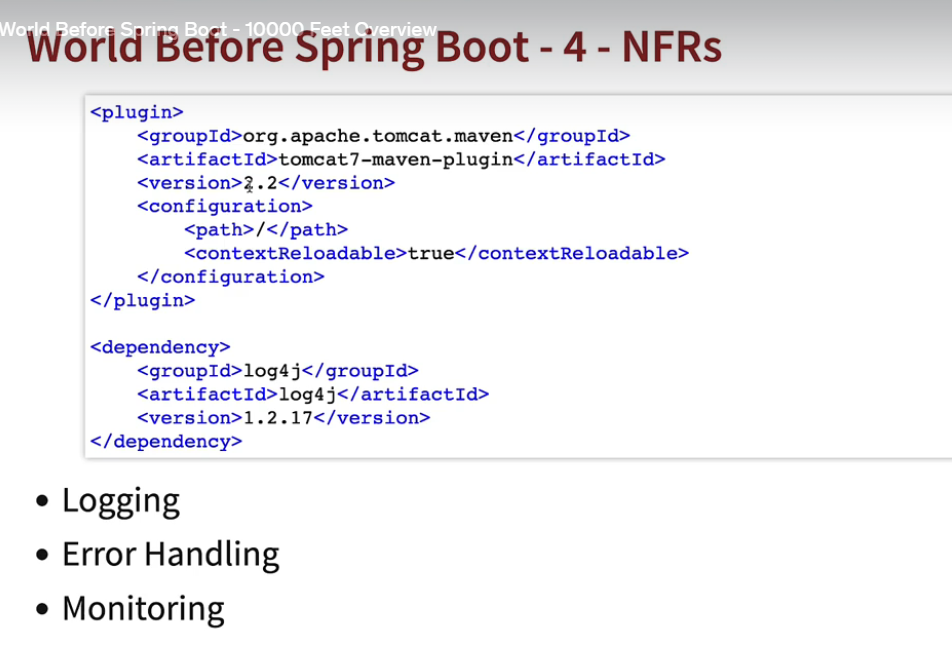 World Before Spring Boot - 10000 Feet Overview
World Before Spring Boot - 4 - NFRs
<plugin>
    <groupId>org.apache.tomcat.maven</groupId>
    <artifactId>tomcat7-maven-plugin</artifactId>
    <version>2.2</version>
    <configuration>
        <path>/</path>
        <contextReloadable>true</contextReloadable>
    </configuration>
</plugin>
<dependency>
    <groupId>log4j</groupId>
    <artifactId>log4j</artifactId>
    <version>1.2.17</version>
</dependency>
• Logging
• Error Handling
• Monitoring